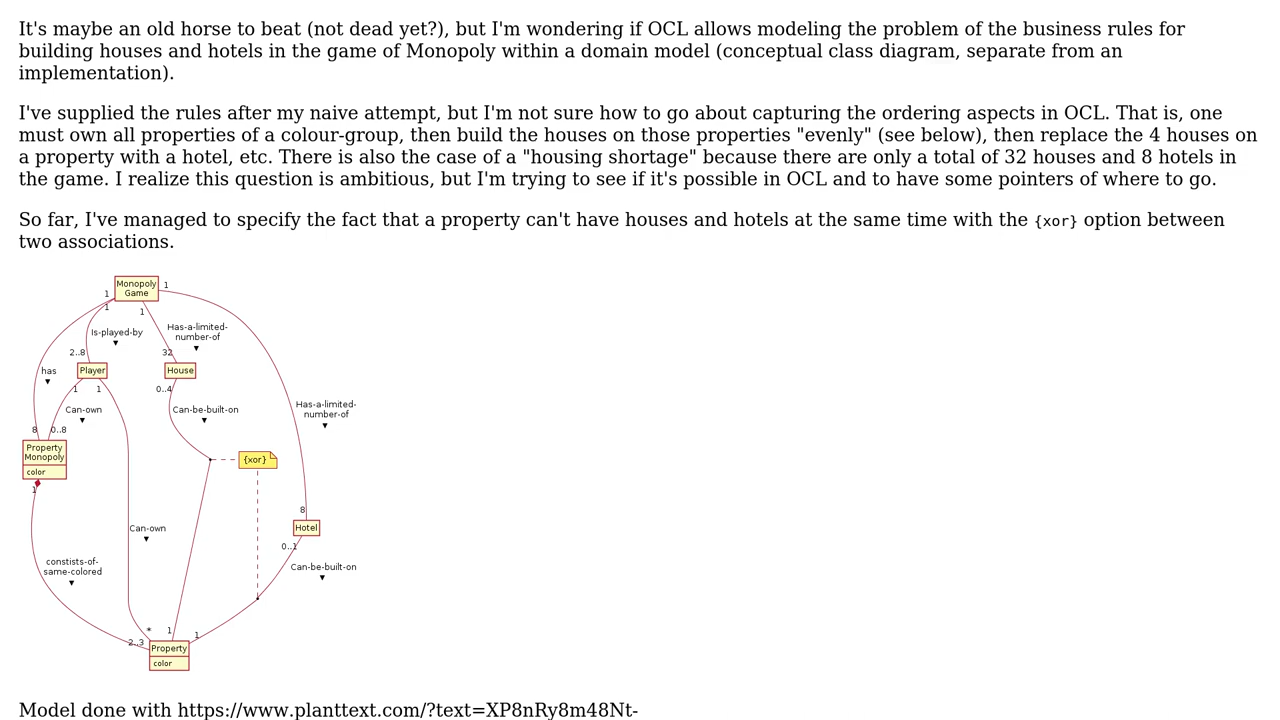 It's maybe an old horse to beat (not dead yet?), but I'm wondering if OCL allows modeling the problem of the business rules for
building houses and hotels in the game of Monopoly within a domain model (conceptual class diagram, separate from an
implementation).
I've supplied the rules after my naive attempt, but I'm not sure how to go about capturing the ordering aspects in OCL. That is, one
must own all properties of a colour-group, then build the houses on those properties "evenly" (see below), then replace the 4 houses on
a property with a hotel, etc. There is also the case of a "housing shortage" because there are only a total of 32 houses and 8 hotels in
the game. I realize this question is ambitious, but I'm trying to see if it's possible in OCL and to have some pointers of where to go.
So far, I've managed to specify the fact that a property can't have houses and hotels at the same time with the {xor} option between
two associations.
Monopoly
Game
1
1
1
1
Is-played-by
▼
Has-a-limited-
number-of
▼
2..8
32
has
▼
Player
House
1
1
0..4
Can-own
▼
Can-be-built-on
▼
Has-a-limited-
number-of
▼
8
0..8
Property
Monopoly
color
{xor}
1
8
Hotel
Can-own
▼
0..1
constists-of-
same-colored
▼
Can-be-built-on
▼
*
1
1
2..3
Property
color
Model done with https://www.planttext.com/?text=XP8nRy8m48Nt-